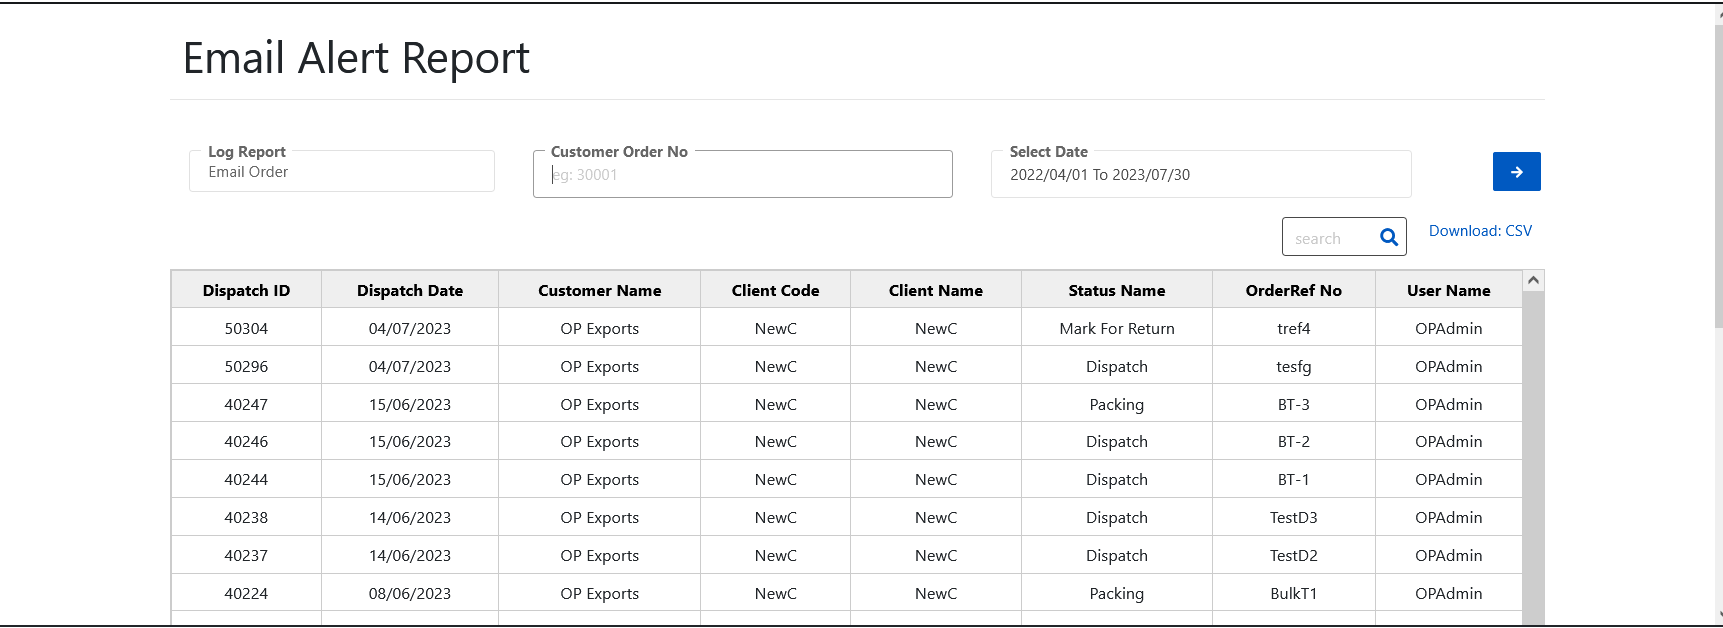 Email Alert Report
Log Report
Email Order
Customer Order No
eg: 30001
Select Date
2022/04/01 To 2023/07/30
search
Download: CSV
Dispatch ID Dispatch Date Customer Name Client Code Client Name Status Name OrderRef No User Name
50304 04/07/2023 OP Exports NewC NewC Mark For Return tref4 OPAdmin
50296 04/07/2023 OP Exports NewC NewC Dispatch tesfg OPAdmin
40247 15/06/2023 OP Exports NewC NewC Packing BT-3 OPAdmin
40246 15/06/2023 OP Exports NewC NewC Dispatch BT-2 OPAdmin
40244 15/06/2023 OP Exports NewC NewC Dispatch BT-1 OPAdmin
40238 14/06/2023 OP Exports NewC NewC Dispatch TestD3 OPAdmin
40237 14/06/2023 OP Exports NewC NewC Dispatch TestD2 OPAdmin
40224 08/06/2023 OP Exports NewC NewC Packing BulkT1 OPAdmin